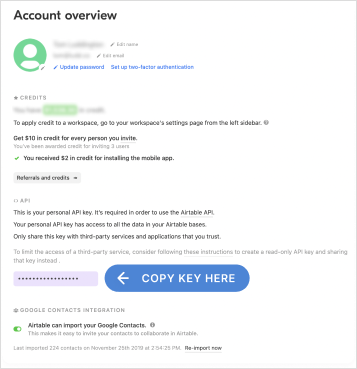 Account overview
Edit name
Edit email
Update password Set up two-factor authentication
CREDITS
in credit.
To apply credit to a workspace, go to your workspace's settings page from the left sidebar.
Get $10 in credit for every person you invite.
You've been awarded credit for inviting 3 users
You received $2 in credit for installing the mobile app.
Referrals and credits →
<> API
This is your personal API key. It's required in order to use the Airtable API.
Your personal API key has access to all the data in your Airtable bases.
Only share this key with third-party services and applications that you trust.
To limit the access of a third-party service, consider following these instructions to create a read-only API key and sharing
that key instead.
•••••••••••••••••
COPY KEY HERE
GOOGLE CONTACTS INTEGRATION
Airtable can import your Google Contacts.
This makes it easy to invite your contacts to collaborate in Airtable.
Last imported 224 contacts on November 25th 2019 at 2:54:25 PM. Re-import now